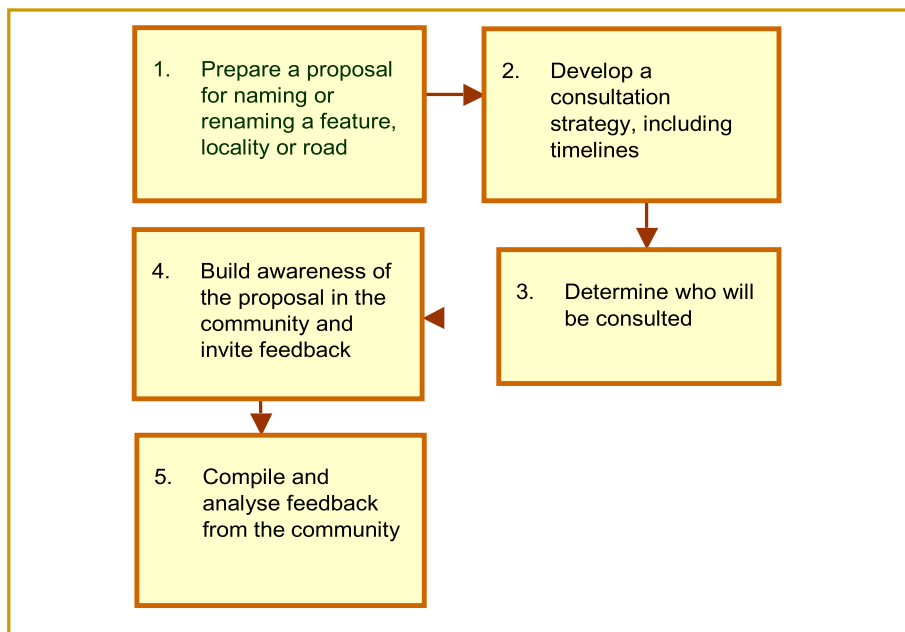 1. Prepare a proposal
for naming or
renaming a feature,
locality or road
2. Develop a
consultation
strategy, including
timelines
3. Determine who will
be consulted
4. Build awareness of
the proposal in the
community and
invite feedback
5. Compile and
analyse feedback
from the community